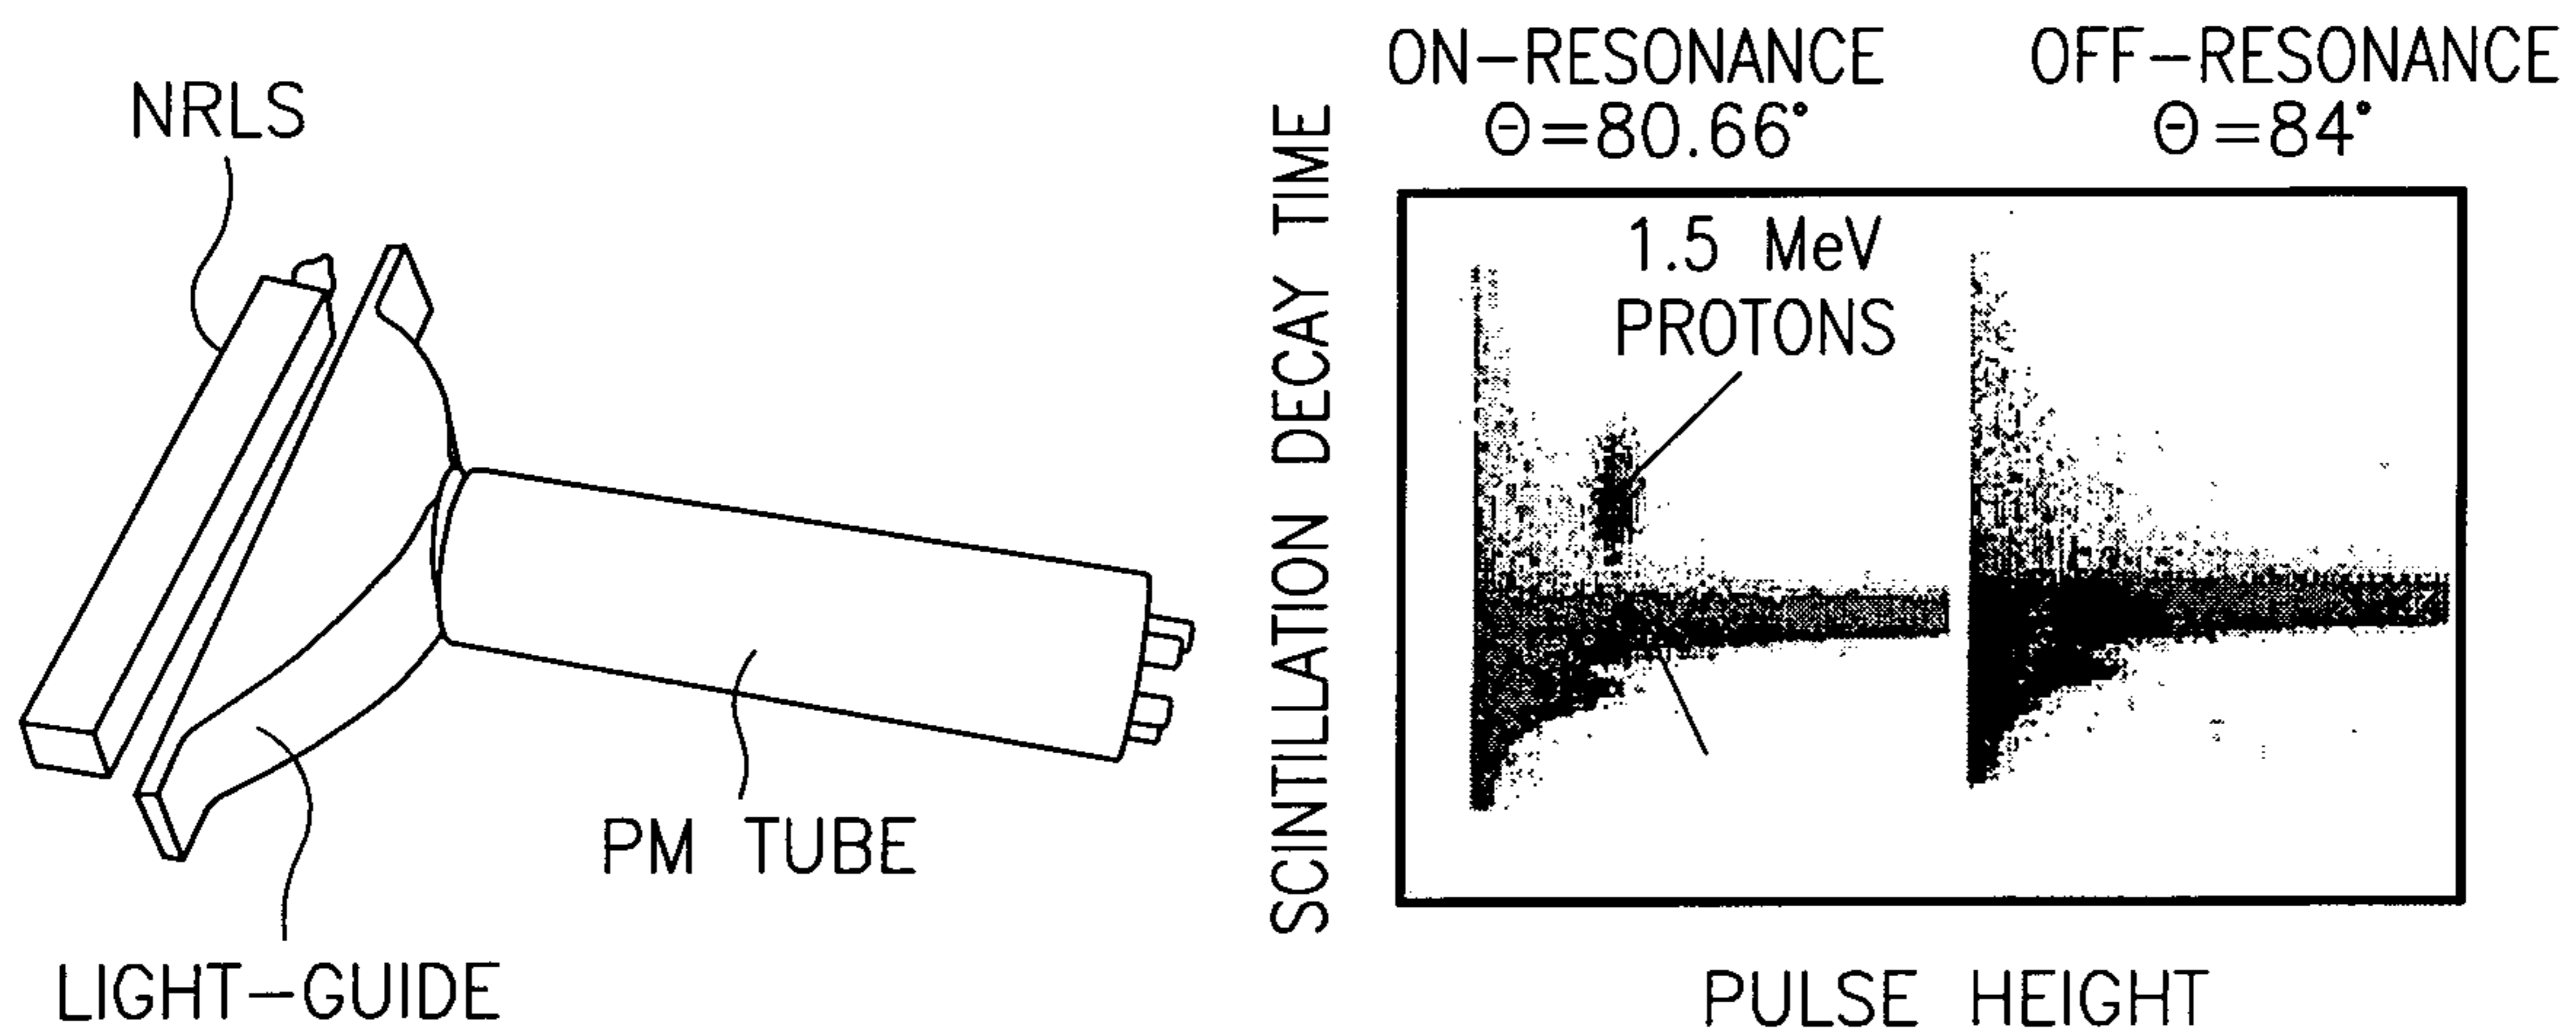 NRLS
LIGHT-GUIDE
PM TUBE
SCINTILLATION DECAY TIME
ON-RESONANCE
Θ=80.66°
OFF-RESONANCE
Θ=84°
1.5 MeV
PROTONS
PULSE HEIGHT